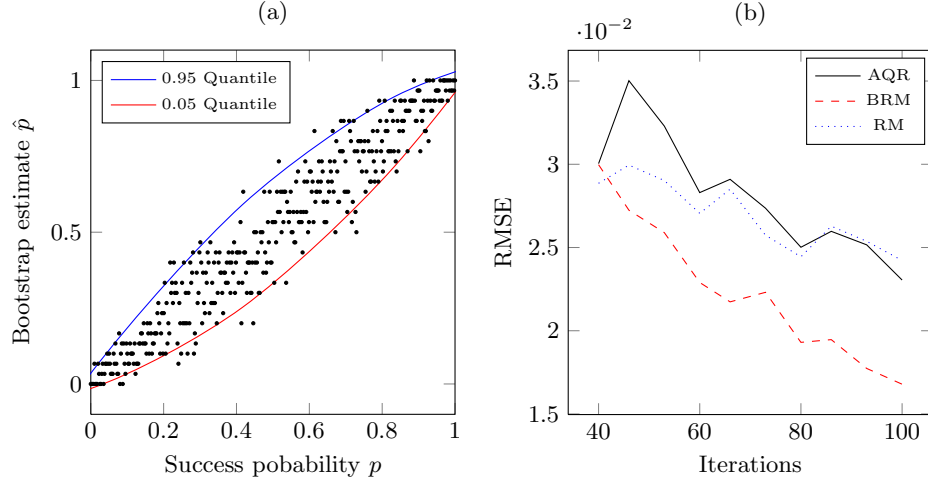 (a)
0.95 Quantile
0.05 Quantile
1
0.5
0
Bootstrap estimate p̂
0
0.2
0.4
0.6
0.8
1
Success pobability p
(b)
·10−2
AQR
BRM
RM
3.5
3
2.5
2
1.5
RMSE
40
60
80
100
Iterations